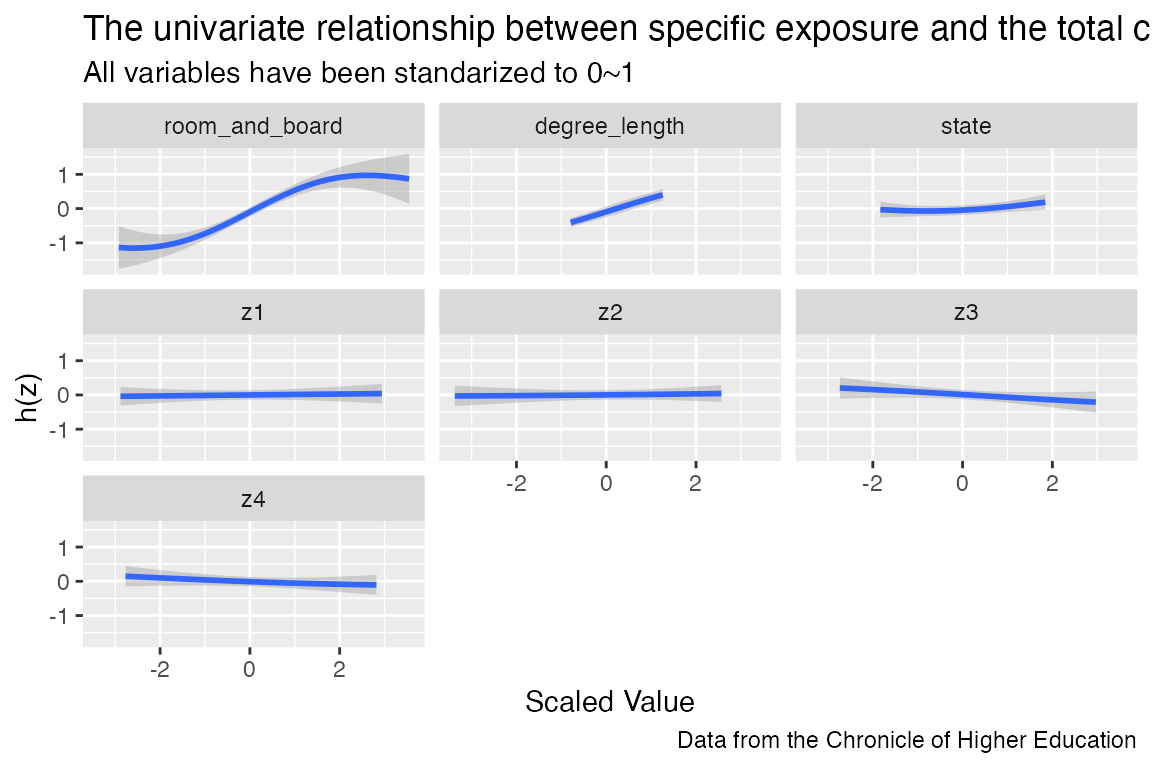 The univariate relationship between specific exposure and the total c
All variables have been standarized to 0~1
room_and_board degree_length state
1
0
-1
z1 z2 z3
1
0
-1
h(z)
-2 0 2 -2 0 2
z4
1
0
-1
-2 0 2
Scaled Value
Data from the Chronicle of Higher Education